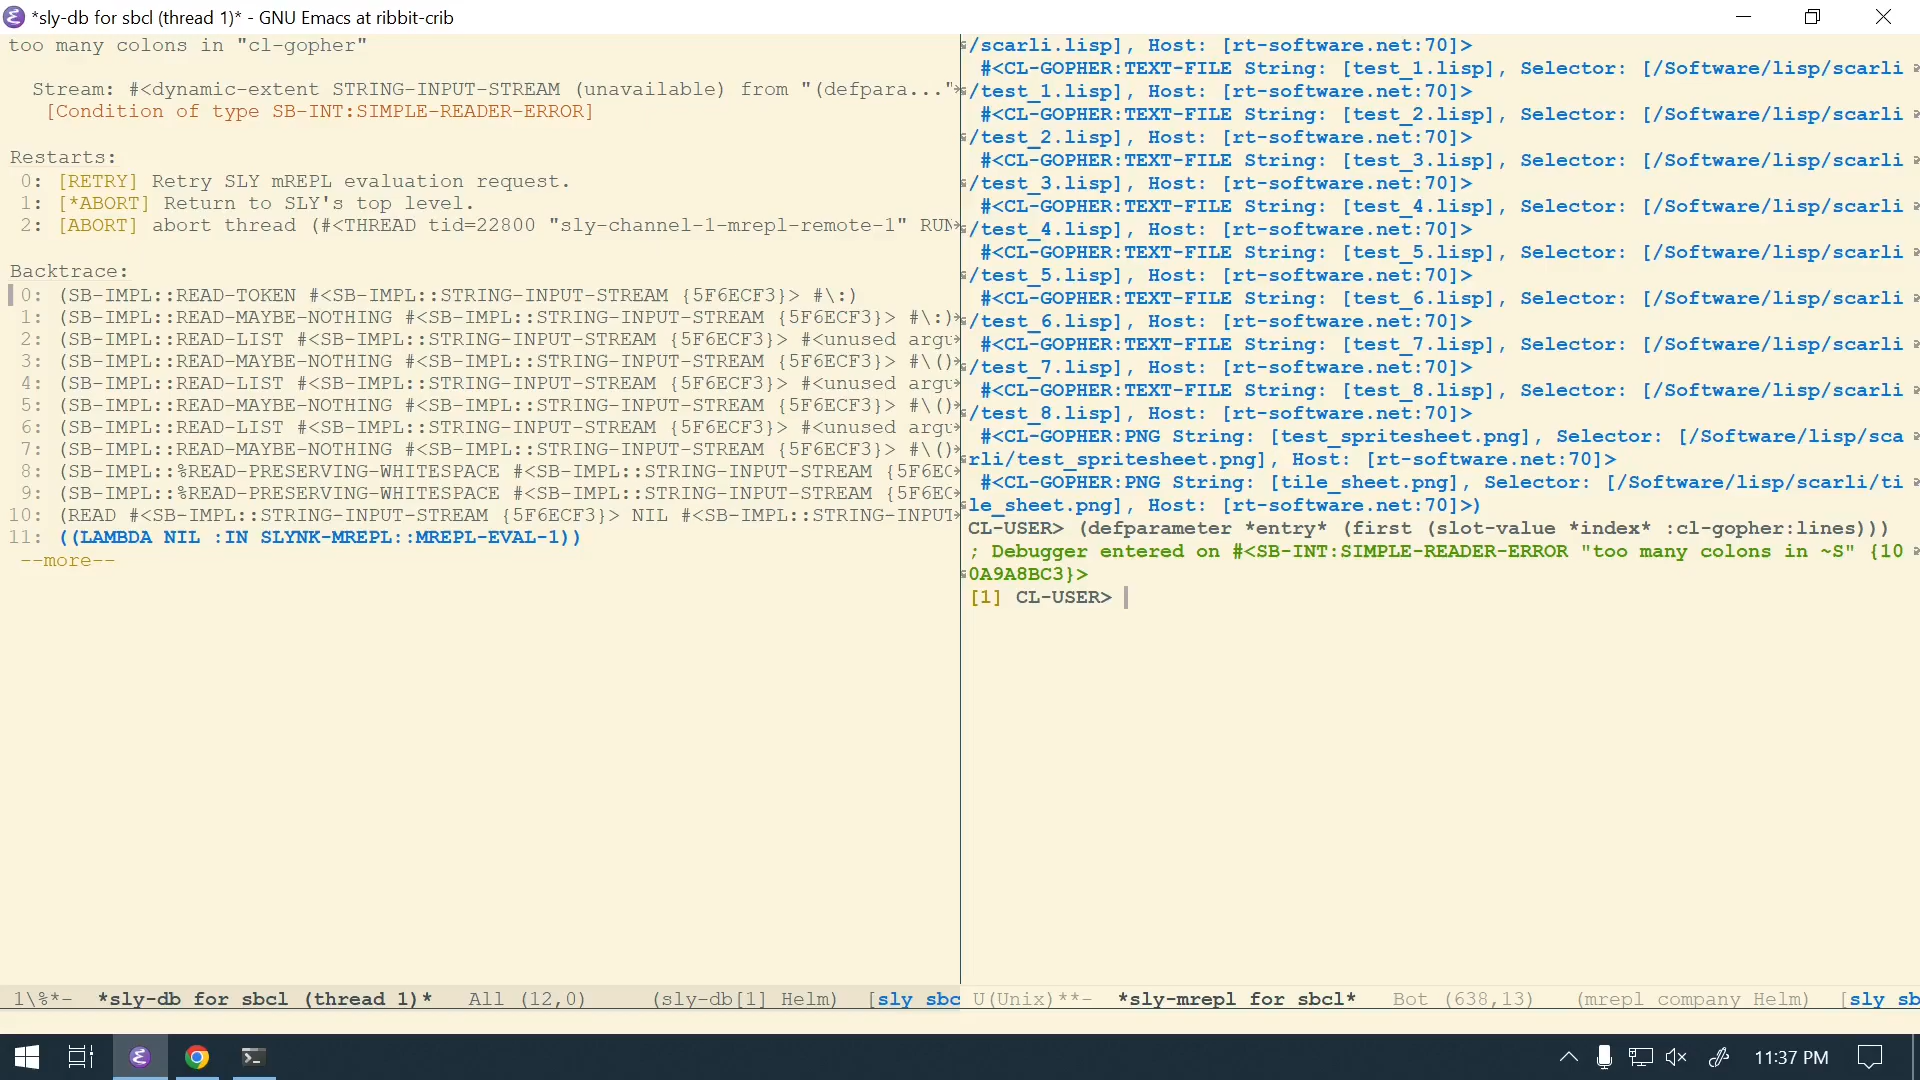 *sly-db for sbcl (thread 1)* - GNU Emacs at ribbit-crib
too many colons in "cl-gopher"
Stream: #<dynamic-extent STRING-INPUT-STREAM (unavailable) from "(defpara..."
[Condition of type SB-INT:SIMPLE-READER-ERROR]
Restarts:
0: [RETRY] Retry SLY mREPL evaluation request.
1: [*ABORT] Return to SLY's top level.
2: [ABORT] abort thread (#<THREAD tid=22800 "sly-channel-1-mrepl-remote-1" RUN
Backtrace:
0: (SB-IMPL::READ-TOKEN #<SB-IMPL::STRING-INPUT-STREAM {5F6ECF3}> #\:)
1: (SB-IMPL::READ-MAYBE-NOTHING #<SB-IMPL::STRING-INPUT-STREAM {5F6ECF3}> #\:)
2: (SB-IMPL::READ-LIST #<SB-IMPL::STRING-INPUT-STREAM {5F6ECF3}> #<unused argu
3: (SB-IMPL::READ-MAYBE-NOTHING #<SB-IMPL::STRING-INPUT-STREAM {5F6ECF3}> #\()
4: (SB-IMPL::READ-LIST #<SB-IMPL::STRING-INPUT-STREAM {5F6ECF3}> #<unused argu
5: (SB-IMPL::READ-MAYBE-NOTHING #<SB-IMPL::STRING-INPUT-STREAM {5F6ECF3}> #\()
6: (SB-IMPL::READ-LIST #<SB-IMPL::STRING-INPUT-STREAM {5F6ECF3}> #<unused argu
7: (SB-IMPL::READ-MAYBE-NOTHING #<SB-IMPL::STRING-INPUT-STREAM {5F6ECF3}> #\()
8: (SB-IMPL::%READ-PRESERVING-WHITESPACE #<SB-IMPL::STRING-INPUT-STREAM {5F6EC
9: (SB-IMPL::%READ-PRESERVING-WHITESPACE #<SB-IMPL::STRING-INPUT-STREAM {5F6EC
10: (READ #<SB-IMPL::STRING-INPUT-STREAM {5F6ECF3}> NIL #<SB-IMPL::STRING-INPUT
11: ((LAMBDA NIL :IN SLYNK-MREPL::MREPL-EVAL-1))
--more--
1\%*- *sly-db for sbcl (thread 1)* All (12,0) (sly-db[1] Helm) [sly sbc
/scarli.lisp], Host: [rt-software.net:70]>
#<CL-GOPHER:TEXT-FILE String: [test_1.lisp], Selector: [/Software/lisp/scarli
/test_1.lisp], Host: [rt-software.net:70]>
#<CL-GOPHER:TEXT-FILE String: [test_2.lisp], Selector: [/Software/lisp/scarli
/test_2.lisp], Host: [rt-software.net:70]>
#<CL-GOPHER:TEXT-FILE String: [test_3.lisp], Selector: [/Software/lisp/scarli
/test_3.lisp], Host: [rt-software.net:70]>
#<CL-GOPHER:TEXT-FILE String: [test_4.lisp], Selector: [/Software/lisp/scarli
/test_4.lisp], Host: [rt-software.net:70]>
#<CL-GOPHER:TEXT-FILE String: [test_5.lisp], Selector: [/Software/lisp/scarli
/test_5.lisp], Host: [rt-software.net:70]>
#<CL-GOPHER:TEXT-FILE String: [test_6.lisp], Selector: [/Software/lisp/scarli
/test_6.lisp], Host: [rt-software.net:70]>
#<CL-GOPHER:TEXT-FILE String: [test_7.lisp], Selector: [/Software/lisp/scarli
/test_7.lisp], Host: [rt-software.net:70]>
#<CL-GOPHER:TEXT-FILE String: [test_8.lisp], Selector: [/Software/lisp/scarli
/test_8.lisp], Host: [rt-software.net:70]>
#<CL-GOPHER:PNG String: [test_spritesheet.png], Selector: [/Software/lisp/sca
rli/test_spritesheet.png], Host: [rt-software.net:70]>
#<CL-GOPHER:PNG String: [tile_sheet.png], Selector: [/Software/lisp/scarli/ti
le_sheet.png], Host: [rt-software.net:70]>)
CL-USER> (defparameter *entry* (first (slot-value *index* :cl-gopher:lines)))
; Debugger entered on #<SB-INT:SIMPLE-READER-ERROR "too many colons in ~S" {10
0A9A8BC3}>
[1] CL-USER>
U(Unix)**- *sly-mrepl for sbcl* Bot (638,13) (mrepl company Helm) [sly sb
11:37 PM